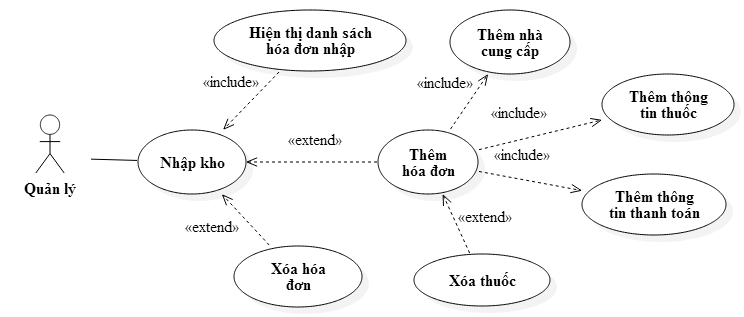 Hiện thị danh sách
hóa đơn nhập
Thêm nhà
cung cấp
«include»
«include»
Thêm thông
tin thuốc
«include»
«extend»
«include»
Nhập kho
Thêm
hóa đơn
Quản lý
Thêm thông
tin thanh toán
«extend»
«extend»
Xóa hóa
đơn
Xóa thuốc